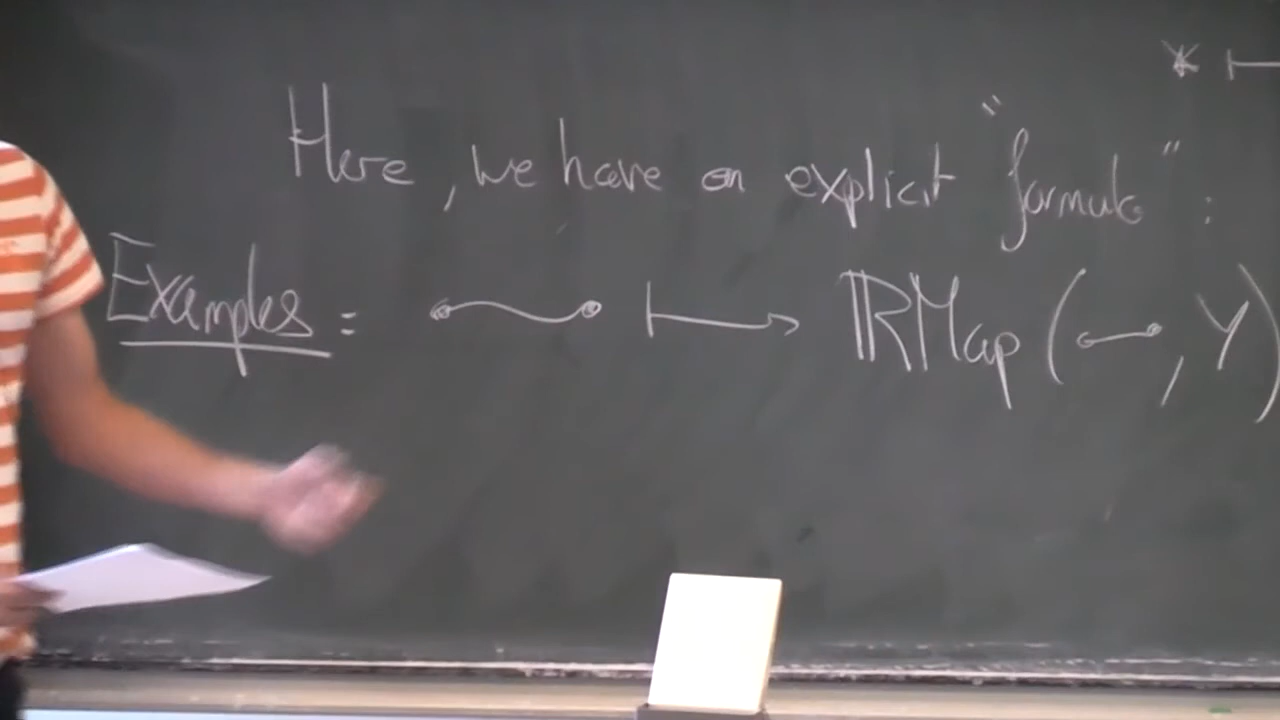 * ⊢
Here, we have an explicit "formula" :
Examples : ↦ ℝMap( , Y)